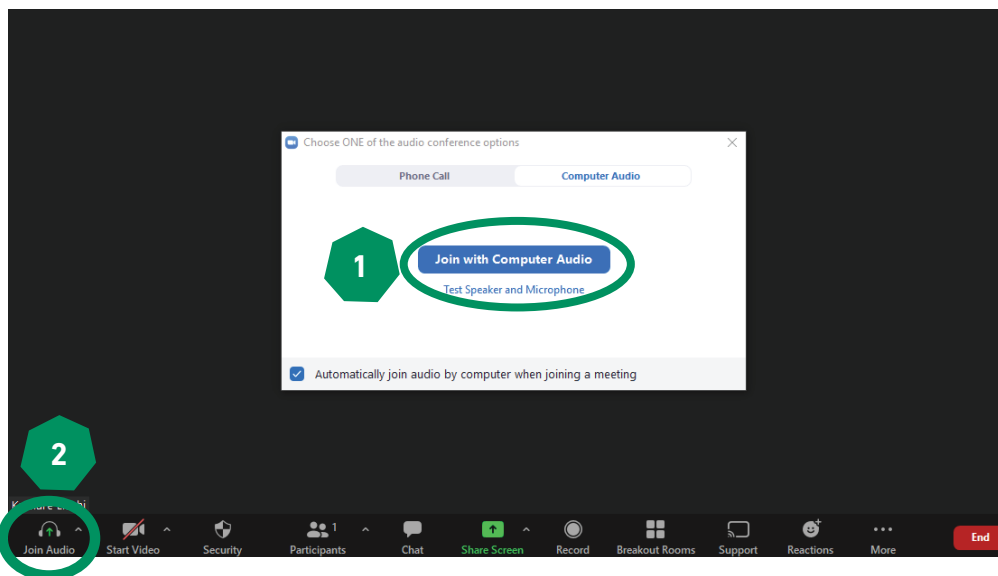 Choose ONE of the audio conference options
Phone Call
Computer Audio
1
Join with Computer Audio
Test Speaker and Microphone
Automatically join audio by computer when joining a meeting
2
1
Join Audio
Start Video
Security
Participants
Chat
Share Screen
Record
Breakout Rooms
Support
Reactions
More
End